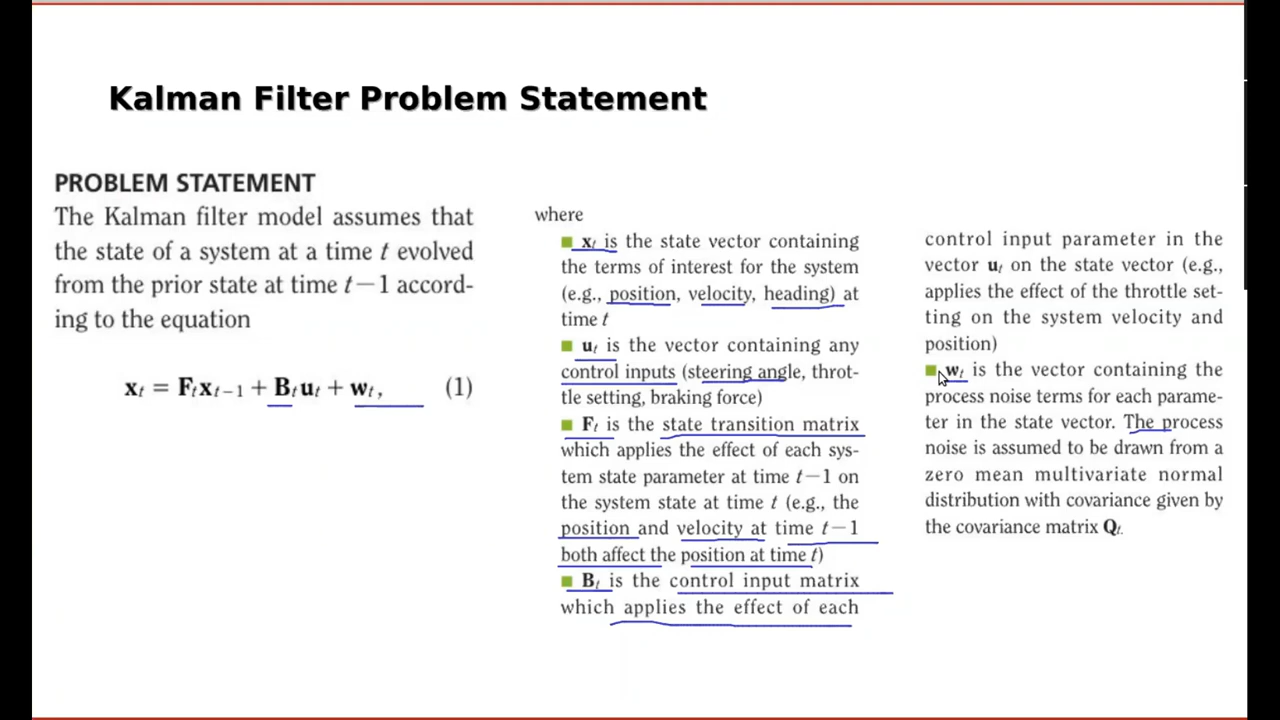 Kalman Filter Problem Statement
PROBLEM STATEMENT
The Kalman filter model assumes that
the state of a system at a time t evolved
from the prior state at time t−1 accord-
ing to the equation
xₜ = Fₜxₜ₋₁ + Bₜuₜ + wₜ, (1)
where
■ xₜ is the state vector containing
the terms of interest for the system
(e.g., position, velocity, heading) at
time t
■ uₜ is the vector containing any
control inputs (steering angle, throt-
tle setting, braking force)
■ Fₜ is the state transition matrix
which applies the effect of each sys-
tem state parameter at time t−1 on
the system state at time t (e.g., the
position and velocity at time t−1
both affect the position at time t)
■ Bₜ is the control input matrix
which applies the effect of each
control input parameter in the
vector uₜ on the state vector (e.g.,
applies the effect of the throttle set-
ting on the system velocity and
position)
■ wₜ is the vector containing the
process noise terms for each parame-
ter in the state vector. The process
noise is assumed to be drawn from a
zero mean multivariate normal
distribution with covariance given by
the covariance matrix Qₜ.